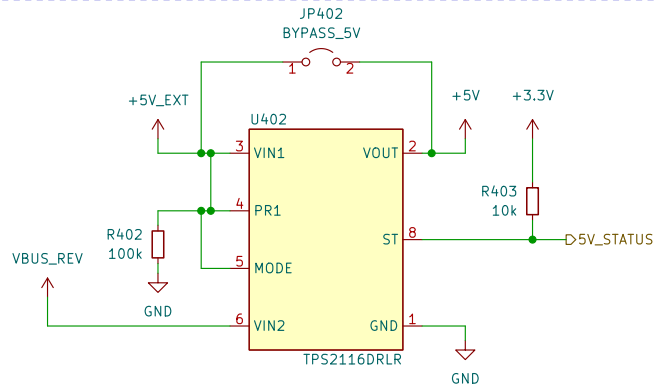 JP402
BYPASS_5V
1
2
+5V_EXT
+5V
+3.3V
U402
3
VIN1
VOUT
2
R403
10k
4
PR1
R402
100k
ST
8
5V_STATUS
VBUS_REV
5
MODE
GND
6
VIN2
GND
1
TPS2116DRLR
GND